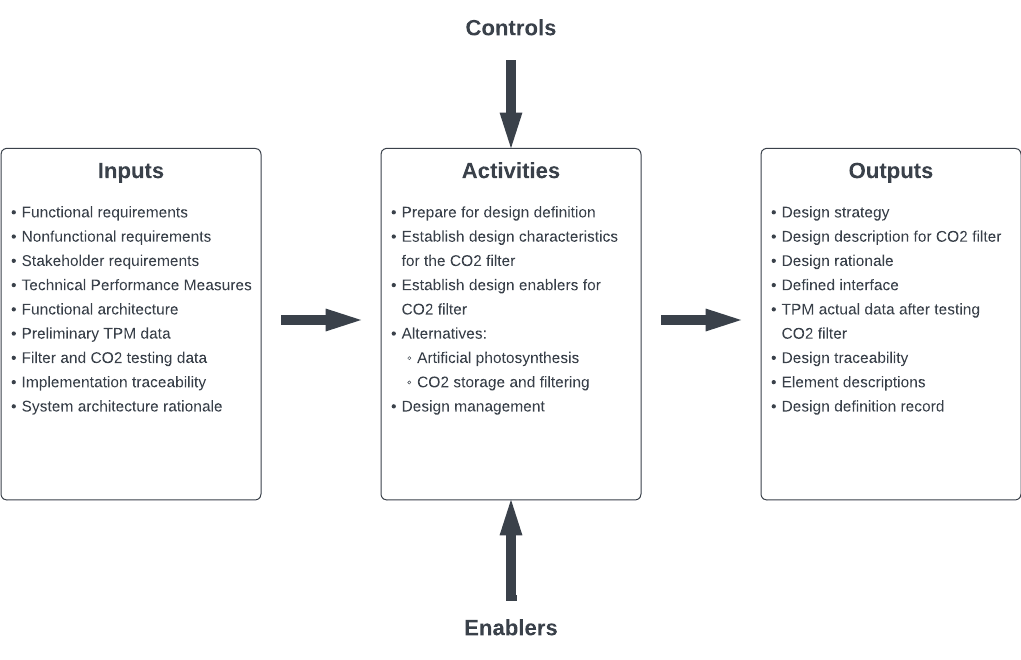 Controls
Inputs
• Functional requirements
• Nonfunctional requirements
• Stakeholder requirements
• Technical Performance Measures
• Functional architecture
• Preliminary TPM data
• Filter and CO2 testing data
• Implementation traceability
• System architecture rationale
Activities
• Prepare for design definition
• Establish design characteristics
for the CO2 filter
• Establish design enablers for
CO2 filter
• Alternatives:
◦ Artificial photosynthesis
◦ CO2 storage and filtering
• Design management
Outputs
• Design strategy
• Design description for CO2 filter
• Design rationale
• Defined interface
• TPM actual data after testing
CO2 filter
• Design traceability
• Element descriptions
• Design definition record
Enablers